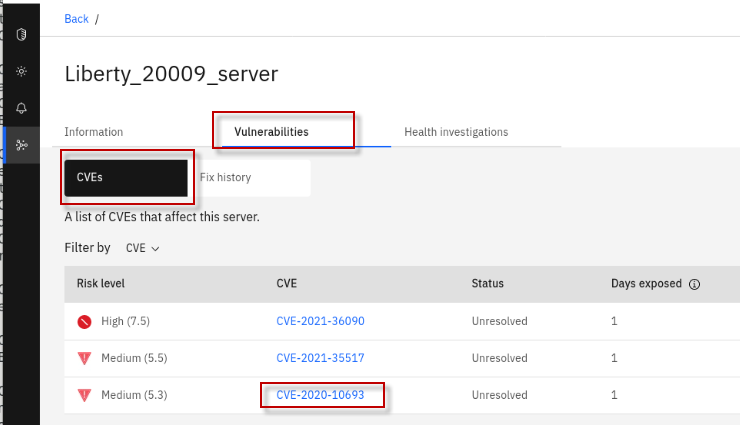 Back /
Liberty_20009_server
Information Vulnerabilities Health investigations
CVEs Fix history
A list of CVEs that affect this server.
Filter by CVE
Risk level CVE Status Days exposed
High (7.5) CVE-2021-36090 Unresolved 1
Medium (5.5) CVE-2021-35517 Unresolved 1
Medium (5.3) CVE-2020-10693 Unresolved 1